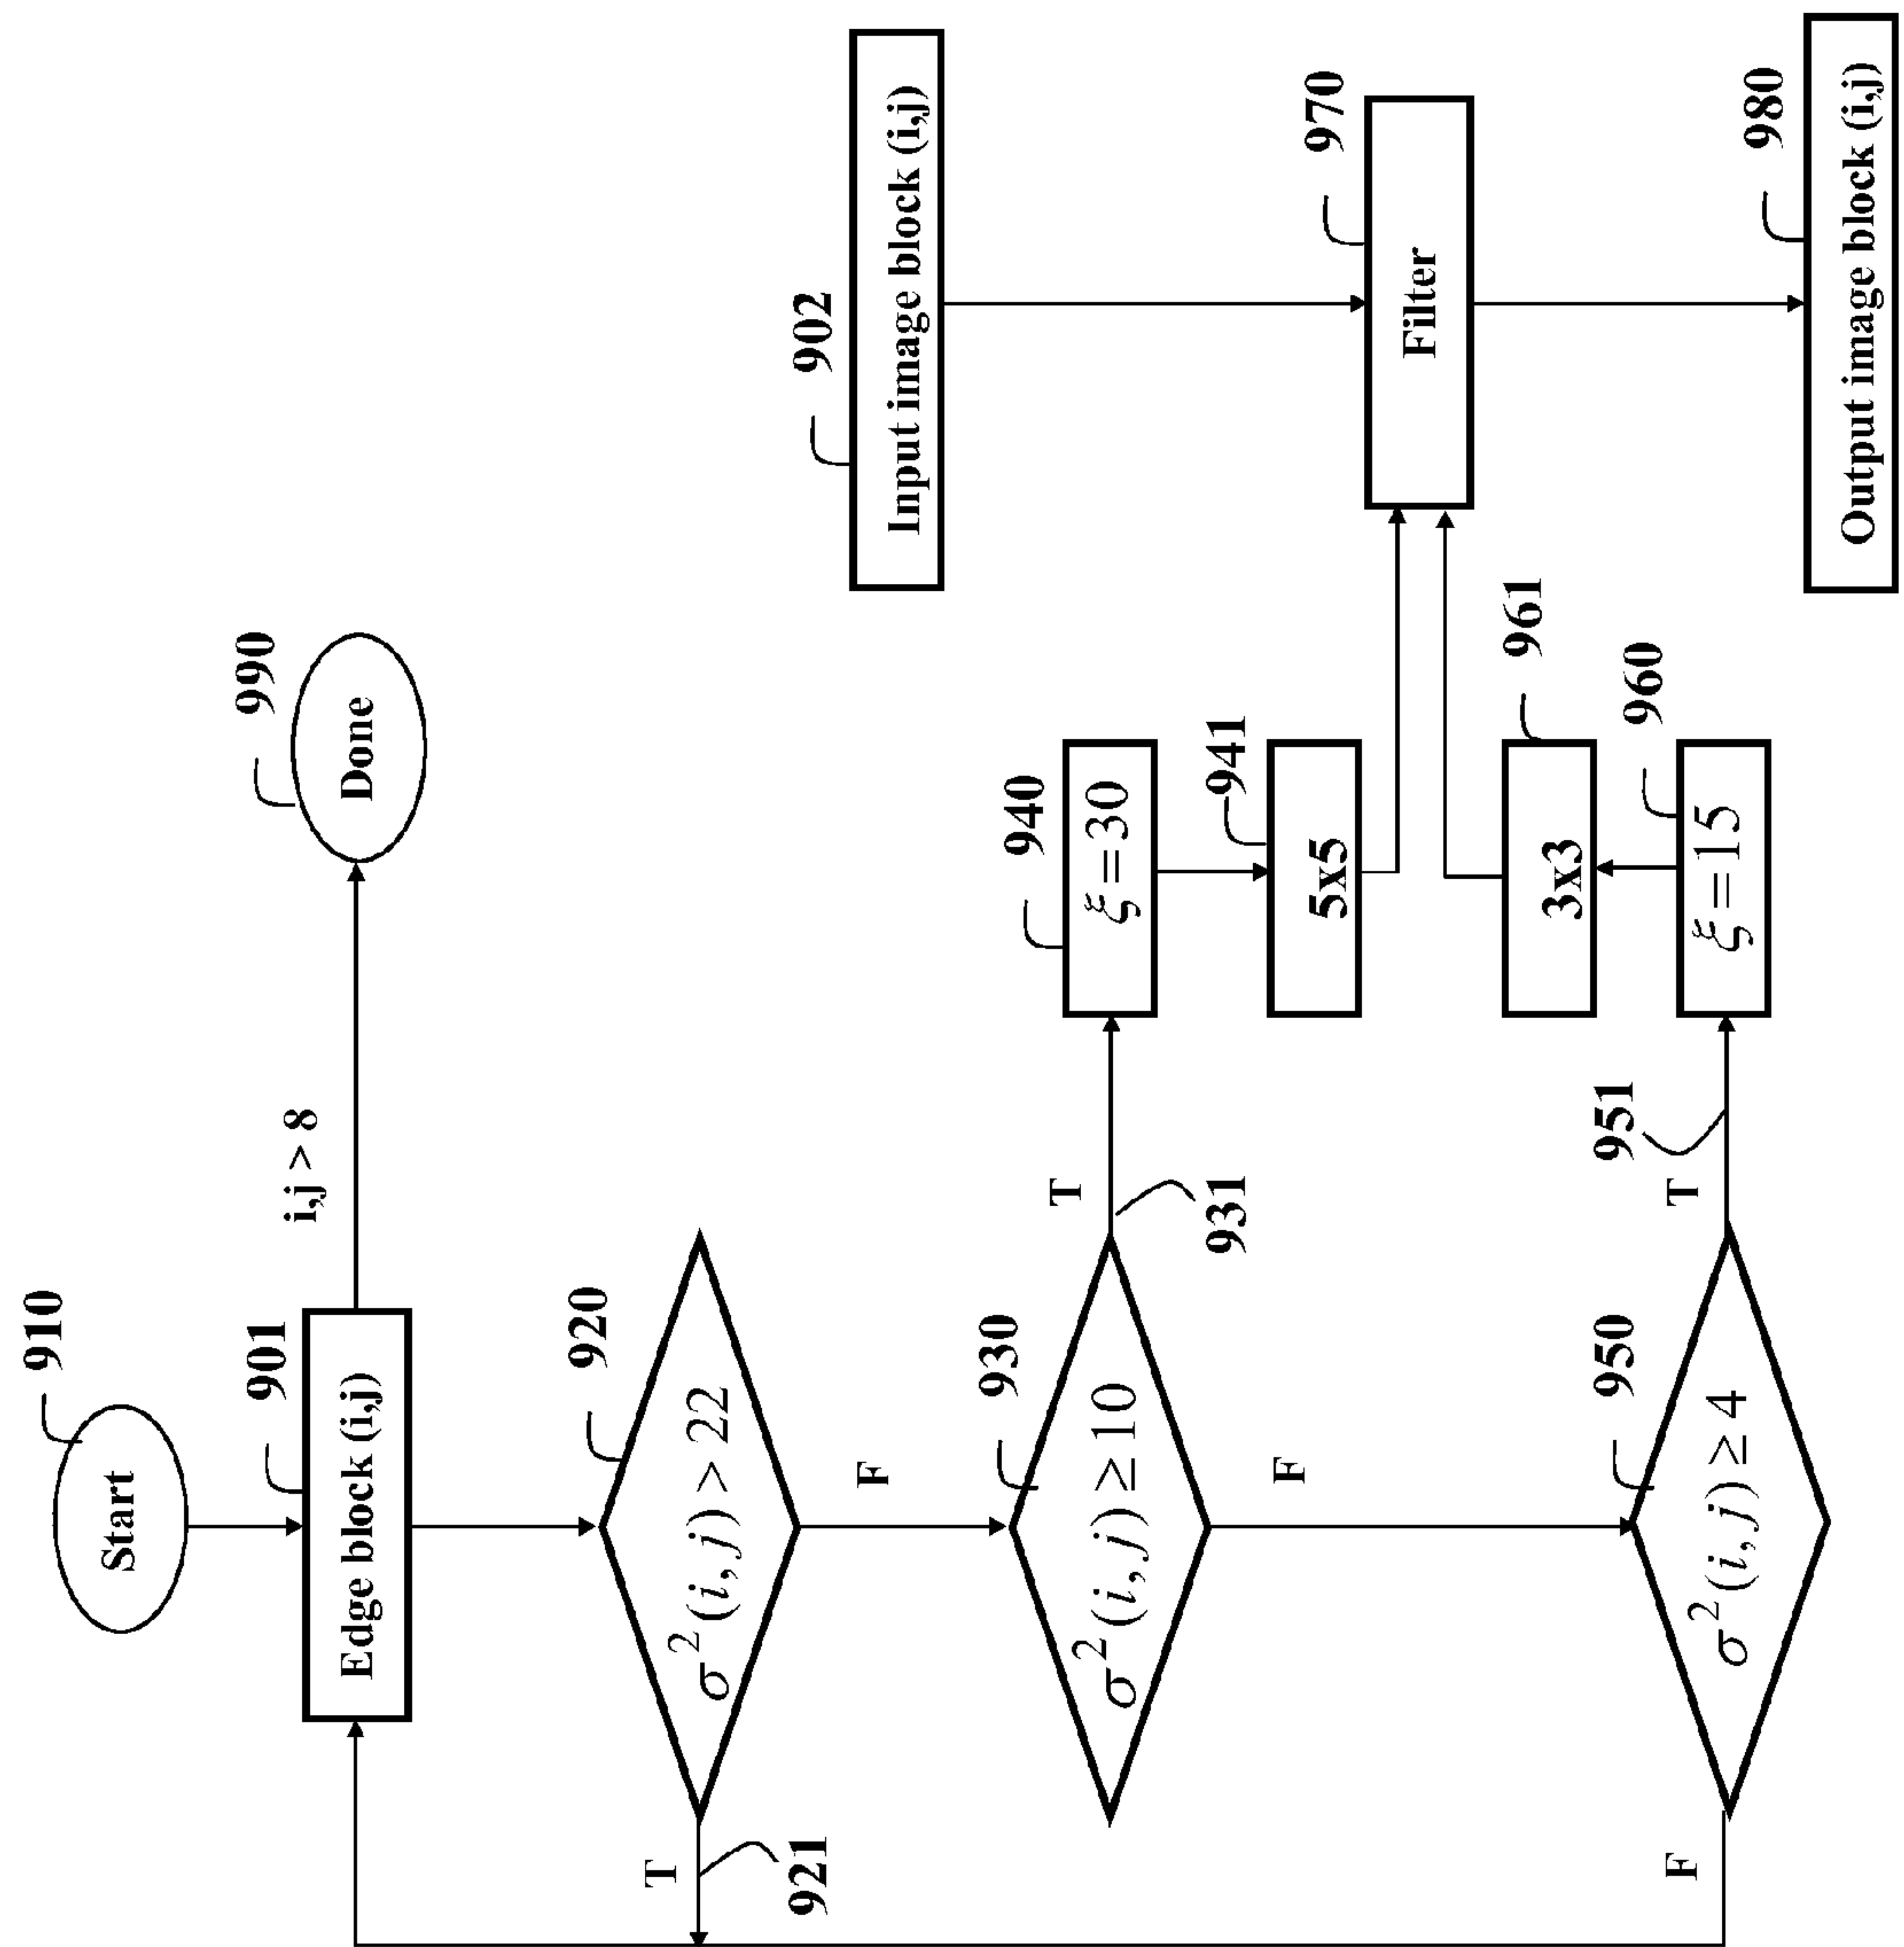 910
Start
901
Edge block (i,j)
i,j > 8
990
Done
920
σ²(i,j) > 22
T
921
F
930
σ²(i,j) ≥ 10
T
931
F
940
ξ = 30
941
5x5
950
σ²(i,j) ≥ 4
T
951
F
960
ξ = 15
961
3x3
902
Input image block (i,j)
970
Filter
980
Output image block (i,j)